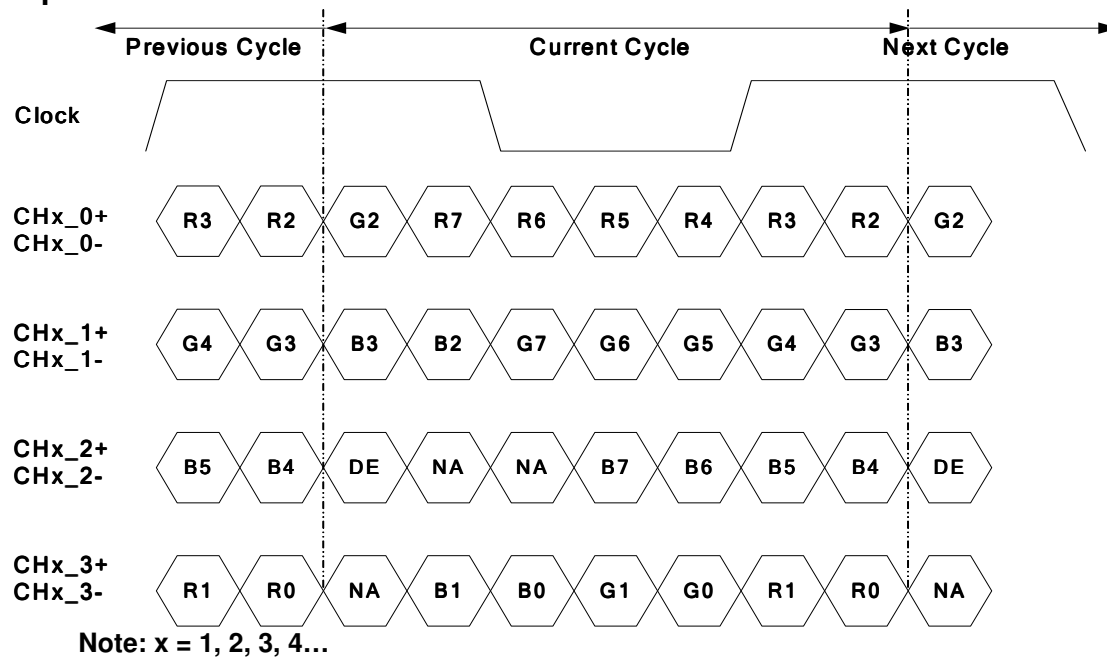 Previous Cycle Current Cycle Next Cycle
Clock
CHx_0+
CHx_0-
R3 R2 G2 R7 R6 R5 R4 R3 R2 G2
CHx_1+
CHx_1-
G4 G3 B3 B2 G7 G6 G5 G4 G3 B3
CHx_2+
CHx_2-
B5 B4 DE NA NA B7 B6 B5 B4 DE
CHx_3+
CHx_3-
R1 R0 NA B1 B0 G1 G0 R1 R0 NA
Note: x = 1, 2, 3, 4...